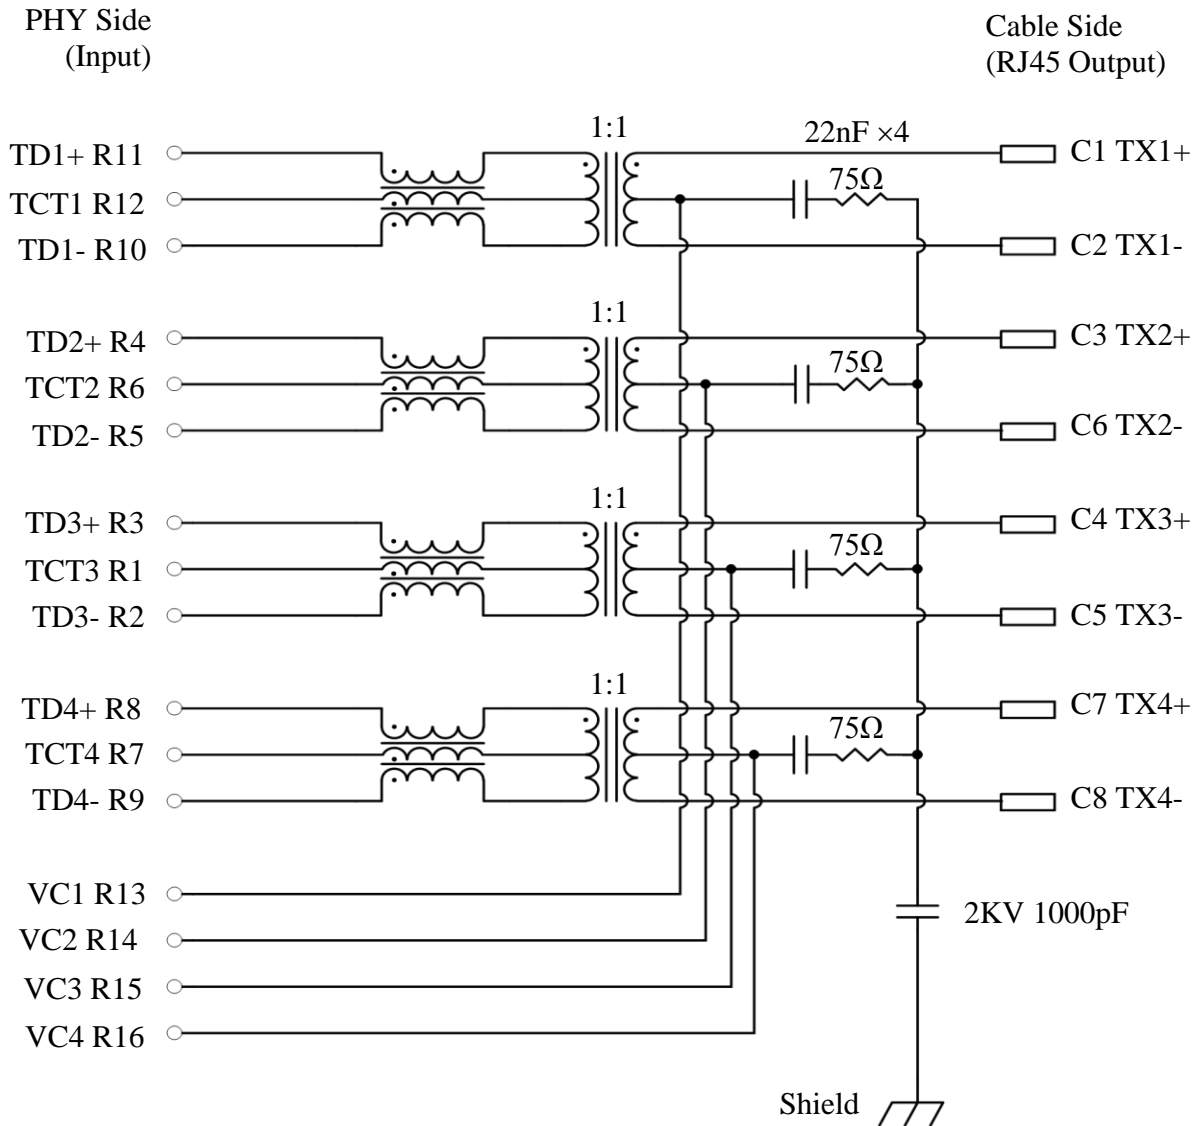 PHY Side
(Input)
Cable Side
(RJ45 Output)
1:1
22nF ×4
TD1+ R11
C1 TX1+
75Ω
TCT1 R12
TD1- R10
C2 TX1-
1:1
TD2+ R4
C3 TX2+
75Ω
TCT2 R6
TD2- R5
C6 TX2-
1:1
TD3+ R3
C4 TX3+
75Ω
TCT3 R1
TD3- R2
C5 TX3-
1:1
TD4+ R8
C7 TX4+
75Ω
TCT4 R7
TD4- R9
C8 TX4-
VC1 R13
2KV 1000pF
VC2 R14
VC3 R15
VC4 R16
Shield